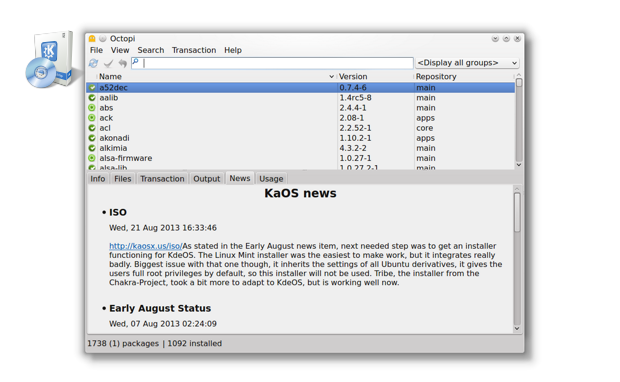 Octopi
File View Search Transaction Help
<Display all groups>
Name Version Repository
a52dec 0.7.4-6 main
aalib 1.4rc5-8 main
abs 2.4.4-1 main
ack 2.08-1 apps
acl 2.2.52-1 core
akonadi 1.10.2-1 apps
alkimia 4.3.2-2 main
alsa-firmware 1.0.27-1 main
alsa-lib 1.0.27.2-1 main
Info Files Transaction Output News Usage
KaOS news
• ISO
Wed, 21 Aug 2013 16:33:46
http://kaosx.us/iso/As stated in the Early August news item, next needed step was to get an installer
functioning for KdeOS. The Linux Mint installer was the easiest to make work, but it integrates really
badly. Biggest issue with that one though, it inherits the settings of all Ubuntu derivatives, it gives the
users full root privileges by default, so this installer will not be used. Tribe, the installer from the
Chakra-Project, took a bit more to adapt to KdeOS, but is working well now.
• Early August Status
Wed, 07 Aug 2013 02:24:09
1738 (1) packages | 1092 installed